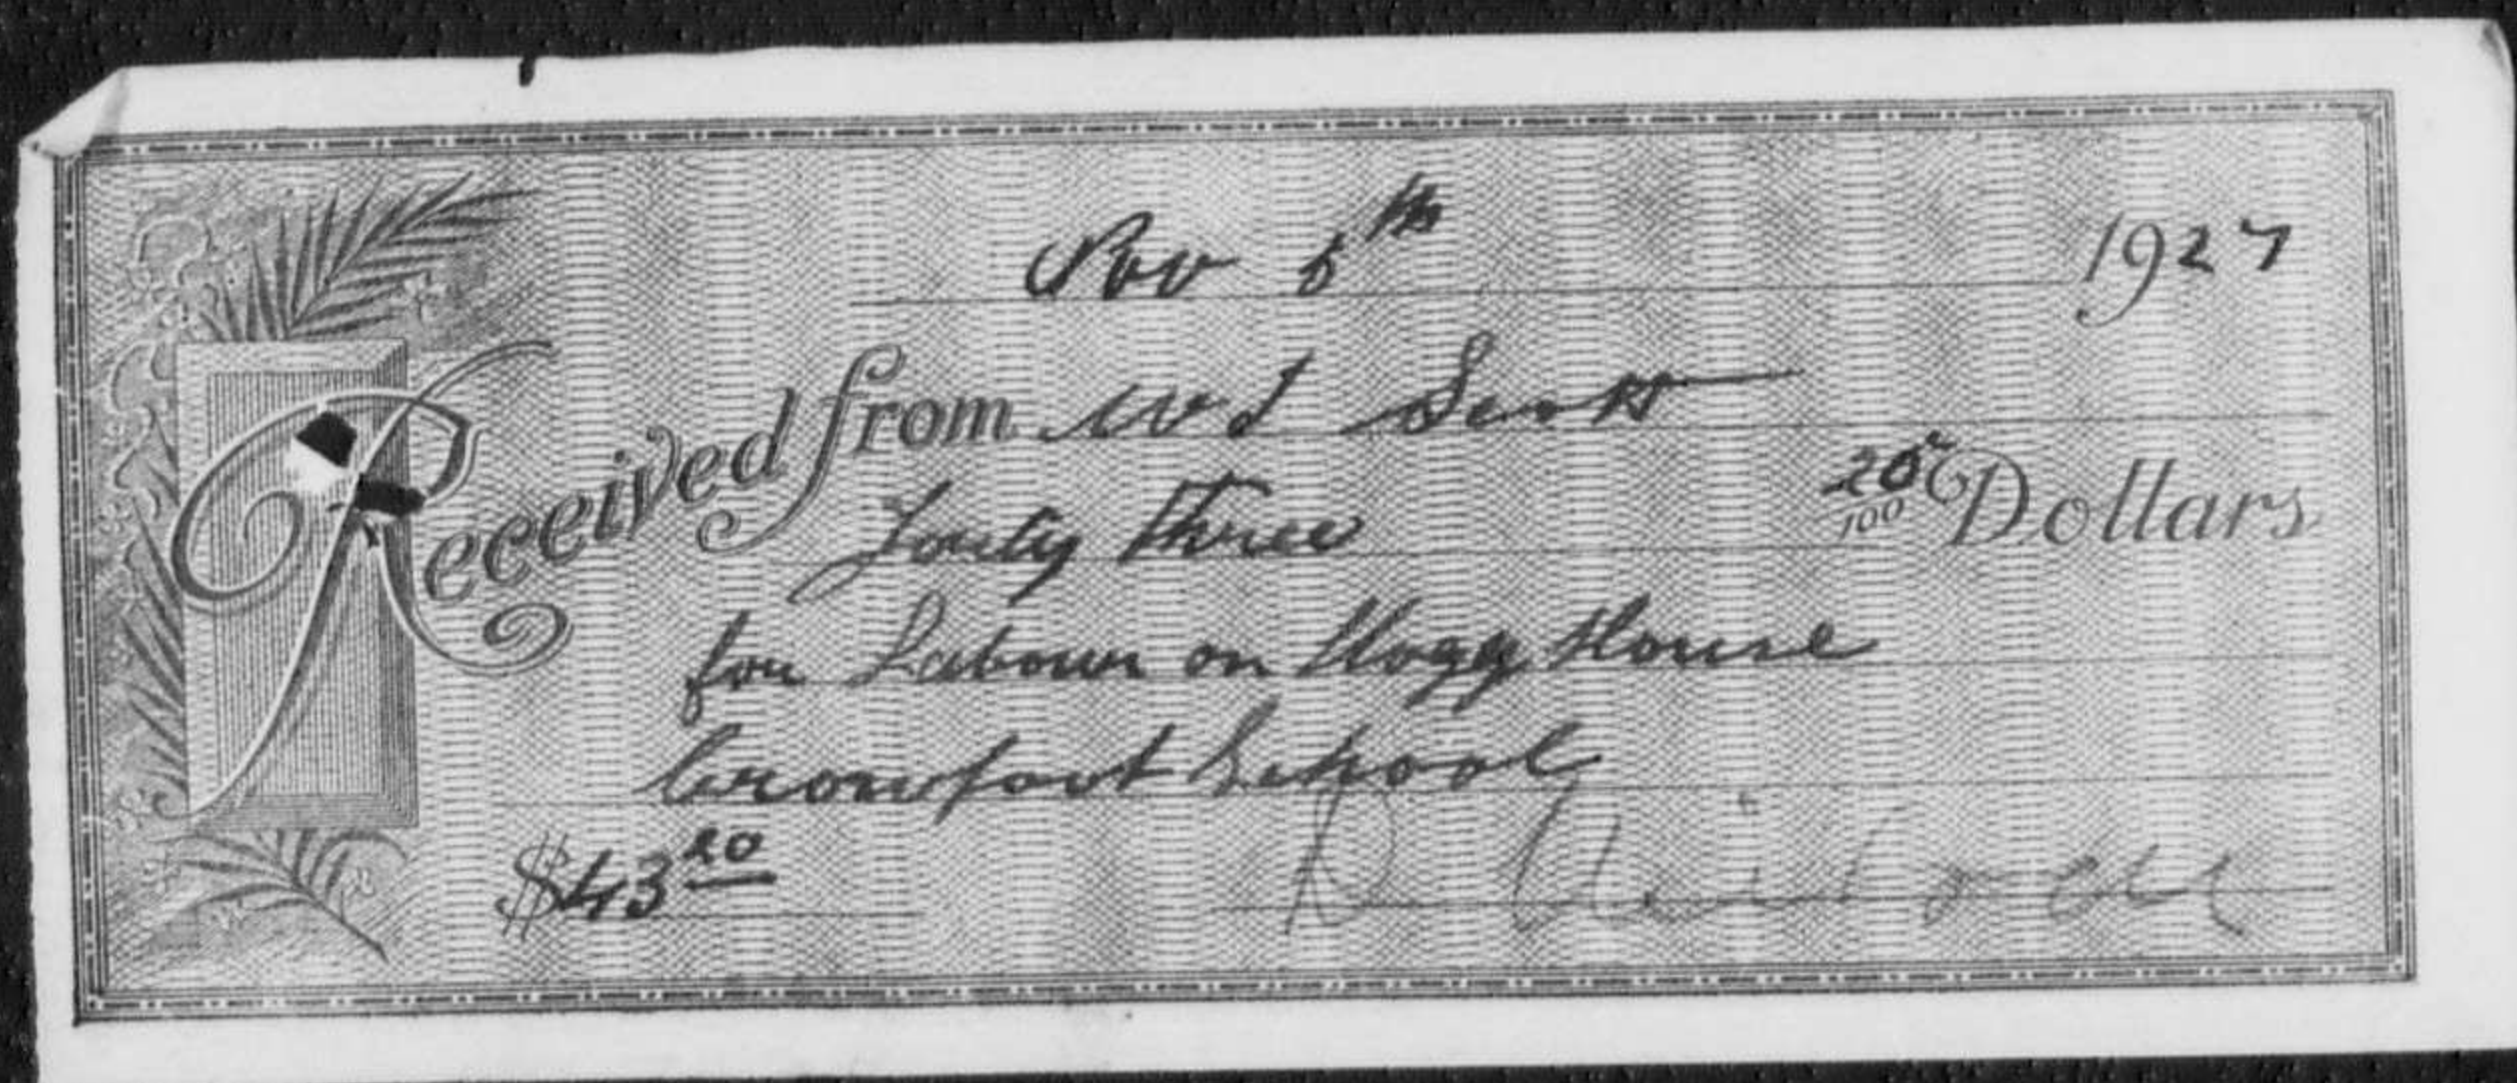 Nov 5th 1927
Received from W S Scott
Forty three 20/100 Dollars
for Labour on Hogg House
Crowfoot School
$43 20
D